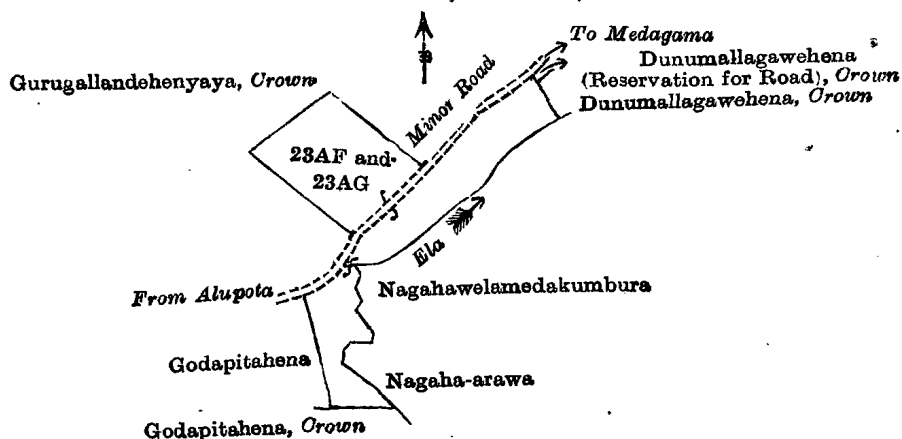 To Medagama
Dunumallagawehena
(Reservation for Road), Crown
Dunumallagawehena, Crown
Gurugallandehenyaya, Crown
Minor Road
23AF and
23AG
Ela
From Alupota
Nagahawelamedakumbura
Godapitahena
Nagaha-arawa
Godapitahena, Crown